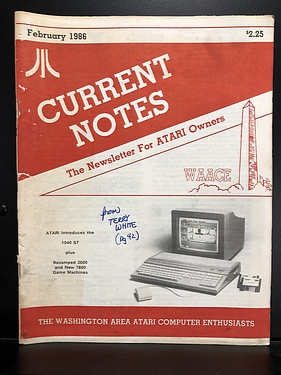 February 1986
$2.25
CURRENT
NOTES
The Newsletter For ATARI Owners
WAACE
from
TERRY
WHITE
(Pg 42)
ATARI Introduces the
1040 ST
plus
Revamped 2600
and New 7800
Game Machines
THE WASHINGTON AREA ATARI COMPUTER ENTHUSIASTS